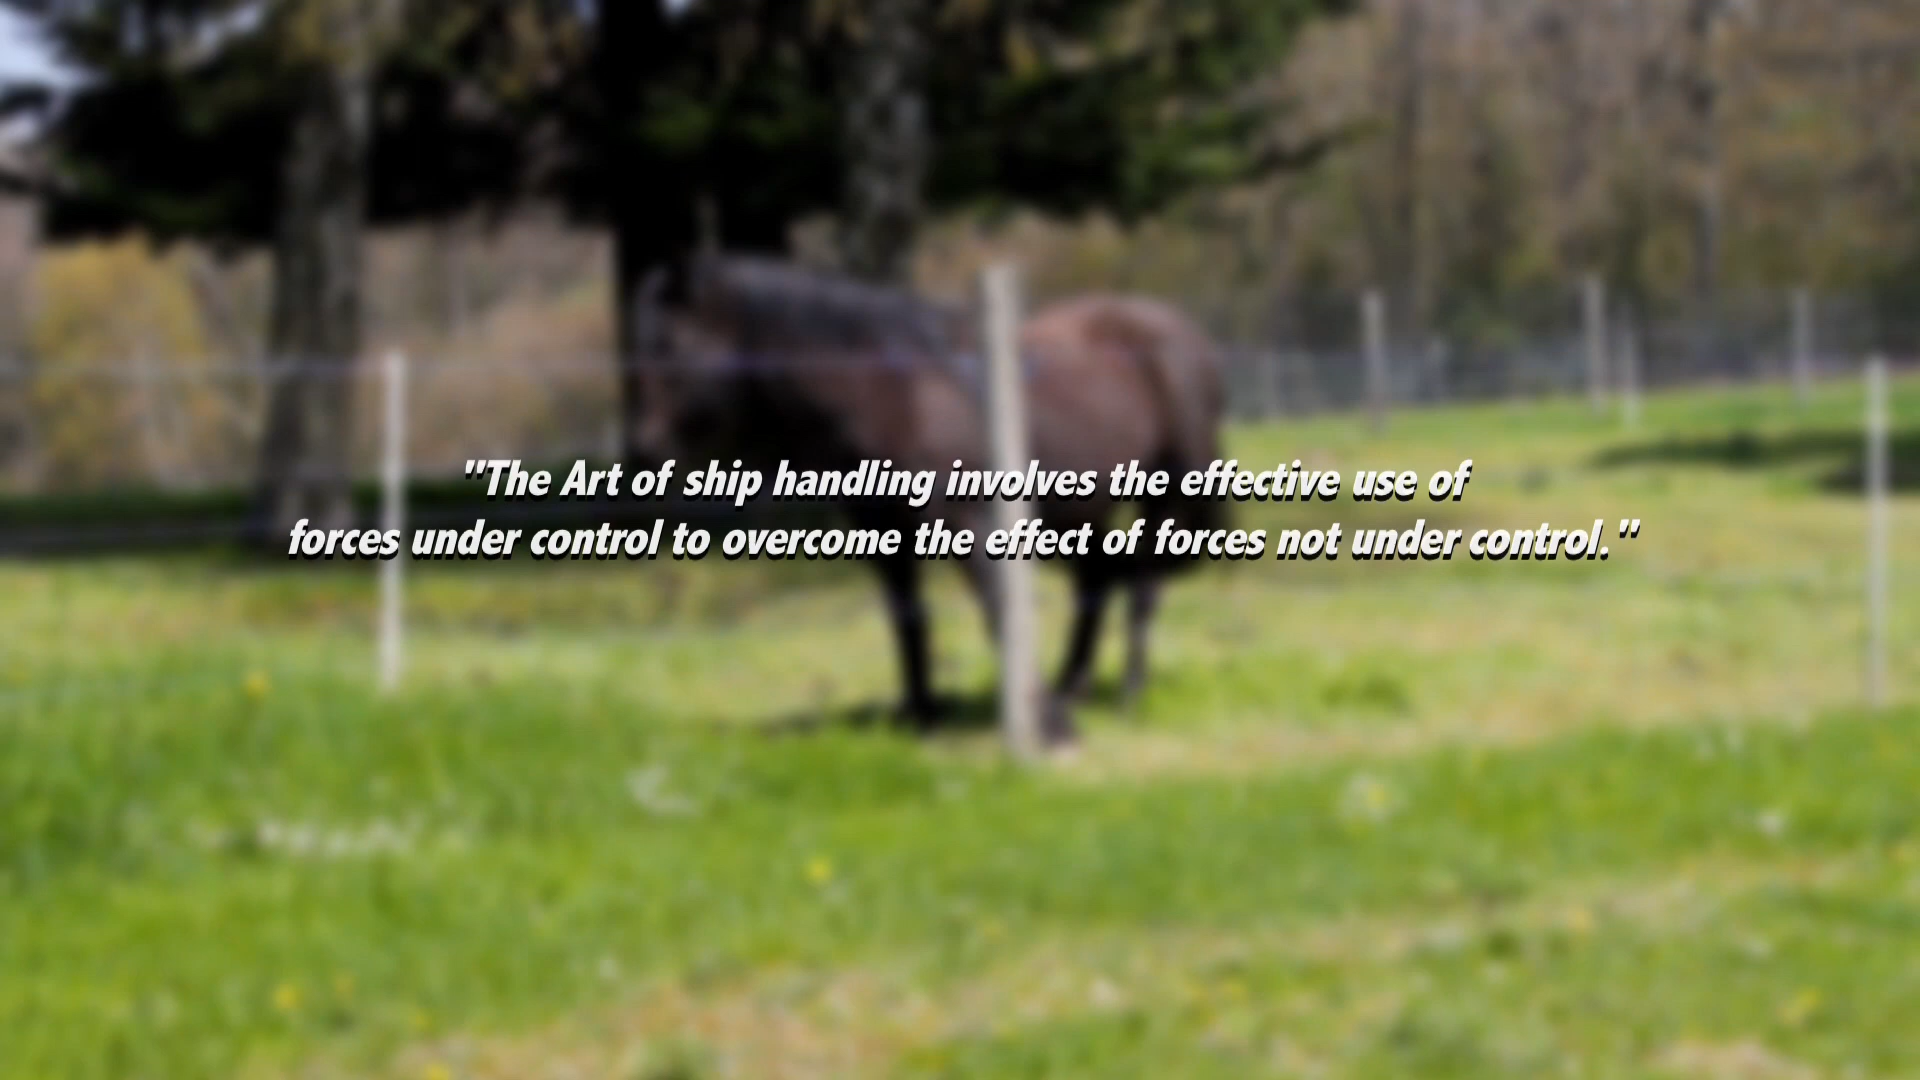 "The Art of ship handling involves the effective use of
forces under control to overcome the effect of forces not under control."